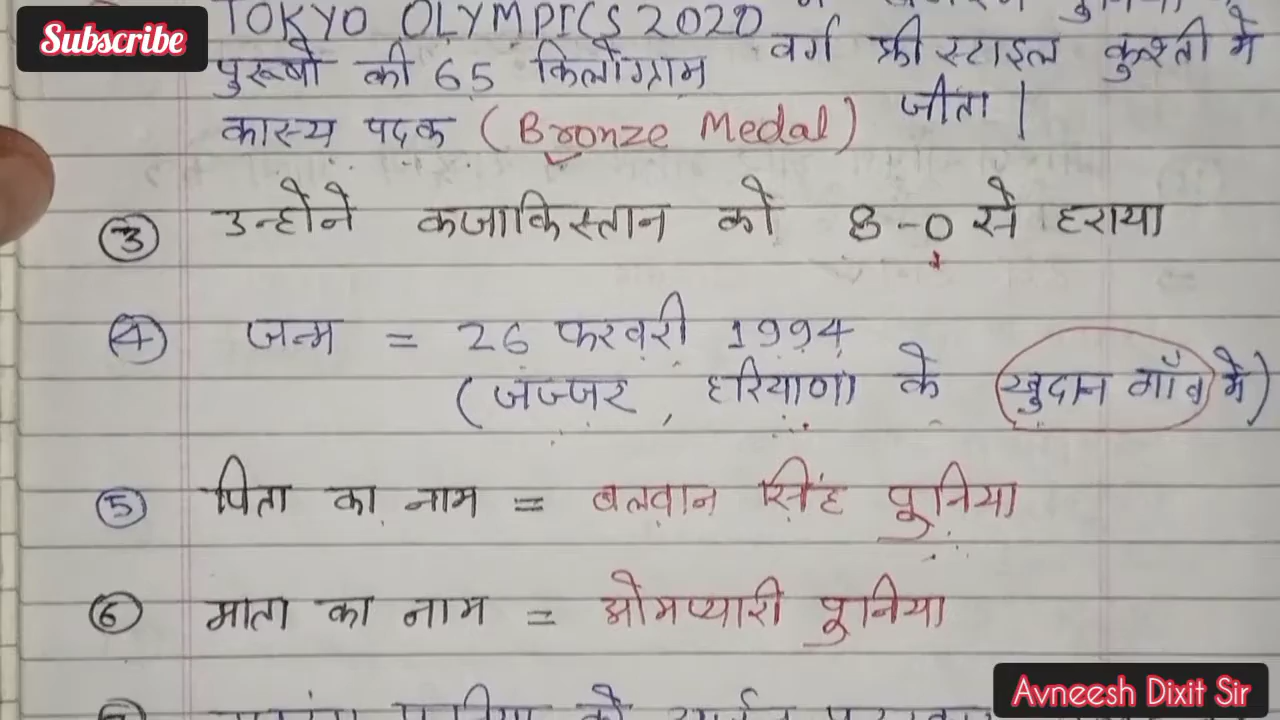 Subscribe
TOKYO OLYMPICS 2020
पुरूषो की 65 किलोग्राम वर्ग फ्री स्टाइल कुश्ती मे
कास्य पदक (Bronze Medal) जीता |
③ उन्होने कजाकिस्तान को 8-0 से हराया
④ जन्म = 26 फरवरी 1994
(जज्जर, हरियाणा के खुदान गाँव मे)
⑤ पिता का नाम = बलवान सिंह पूनिया
⑥ माता का नाम = ओमप्यारी पूनिया
Avneesh Dixit Sir